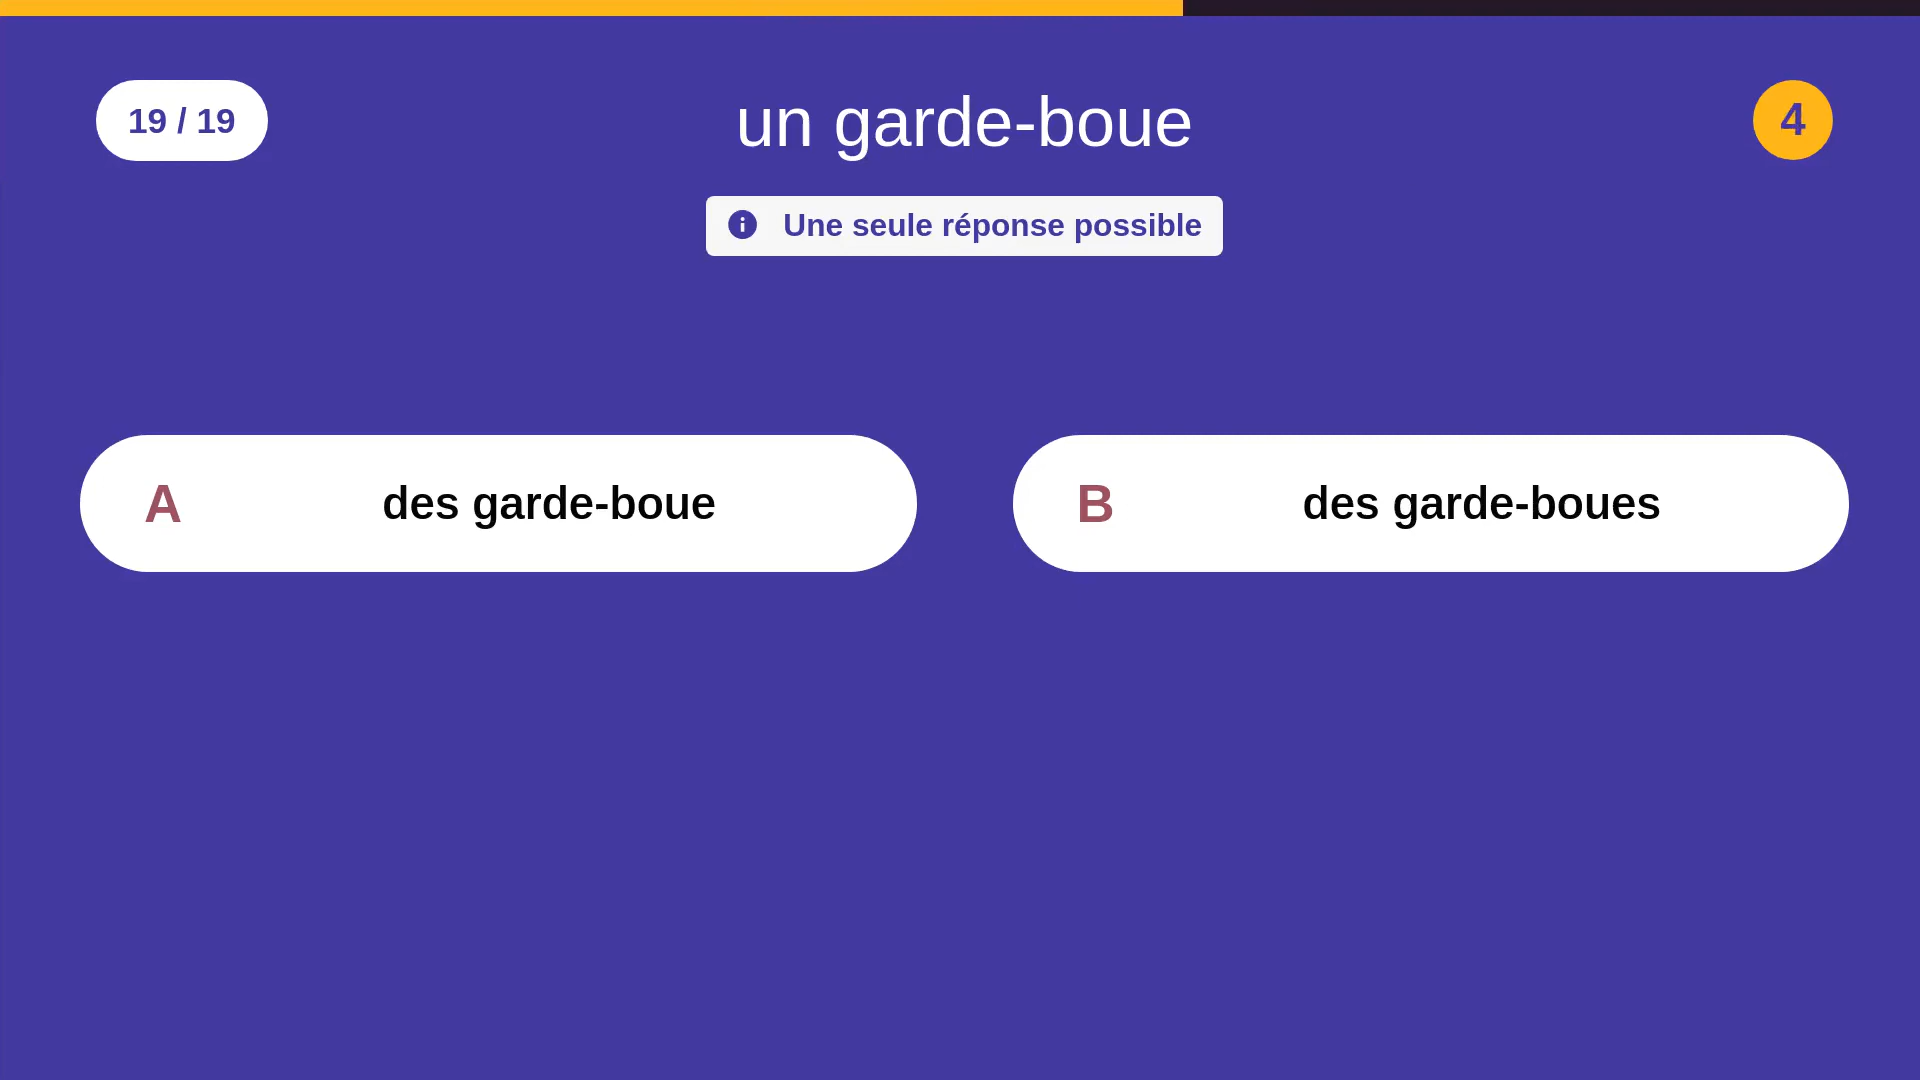 19 / 19
un garde-boue
4
Une seule réponse possible
A
des garde-boue
B
des garde-boues